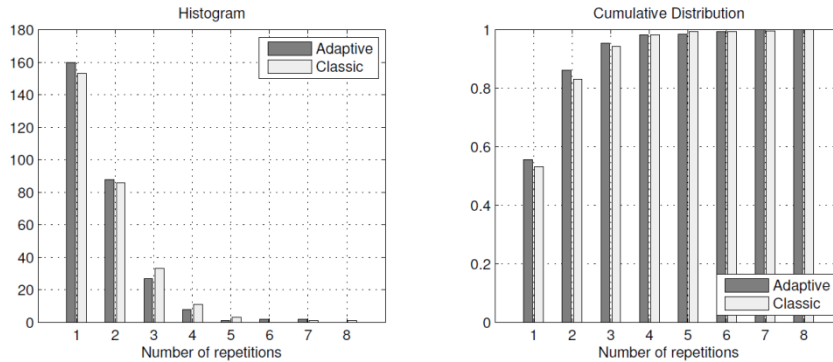 Histogram
180
160
140
120
100
80
60
40
20
0
Adaptive
Classic
1 2 3 4 5 6 7 8
Number of repetitions
Cumulative Distribution
1
0.8
0.6
0.4
0.2
0
Adaptive
Classic
1 2 3 4 5 6 7 8
Number of repetitions